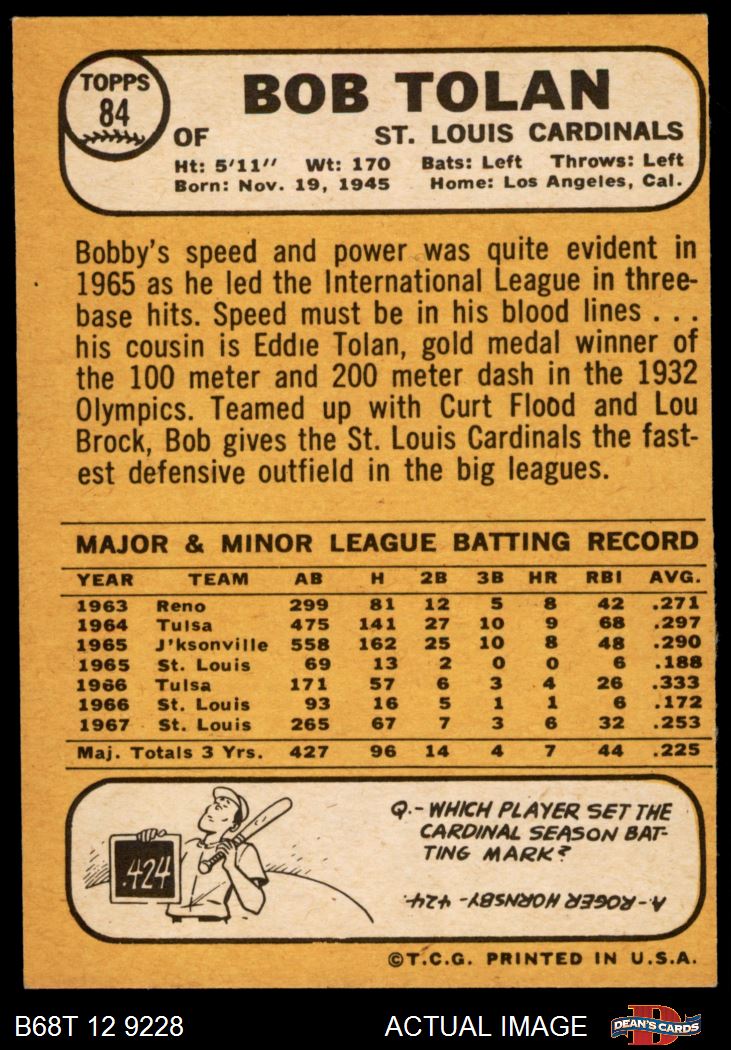 TOPPS
84
BOB TOLAN
OF ST. LOUIS CARDINALS
Ht: 5'11" Wt: 170 Bats: Left Throws: Left
Born: Nov. 19, 1945 Home: Los Angeles, Cal.
Bobby's speed and power was quite evident in
1965 as he led the International League in three-
base hits. Speed must be in his blood lines . . .
his cousin is Eddie Tolan, gold medal winner of
the 100 meter and 200 meter dash in the 1932
Olympics. Teamed up with Curt Flood and Lou
Brock, Bob gives the St. Louis Cardinals the fast-
est defensive outfield in the big leagues.
MAJOR & MINOR LEAGUE BATTING RECORD
YEAR TEAM AB H 2B 3B HR RBI AVG.
1963 Reno 299 81 12 5 8 42 .271
1964 Tulsa 475 141 27 10 9 68 .297
1965 J'ksonville 558 162 25 10 8 48 .290
1965 St. Louis 69 13 2 0 0 6 .188
1966 Tulsa 171 57 6 3 4 26 .333
1966 St. Louis 93 16 5 1 1 6 .172
1967 St. Louis 265 67 7 3 6 32 .253
Maj. Totals 3 Yrs. 427 96 14 4 7 44 .225
.424
Q.-WHICH PLAYER SET THE
CARDINAL SEASON BAT-
TING MARK?
A-ROGER HORNSBY-.424
©T.C.G. PRINTED IN U.S.A.
B68T 12 9228 ACTUAL IMAGE
D
DEAN'S CARDS